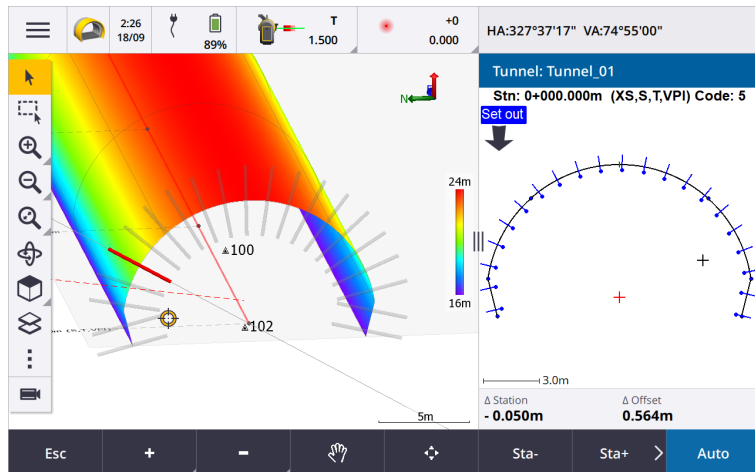 2:26
18/09
89%
T
1.500
+0
0.000
HA:327°37'17" VA:74°55'00"
Tunnel: Tunnel_01
Stn: 0+000.000m (XS,S,T,VPI) Code: 5
Set out
N
24m
16m
100
102
5m
3.0m
Δ Station
- 0.050m
Δ Offset
0.564m
Esc
+
-
Sta-
Sta+
Auto